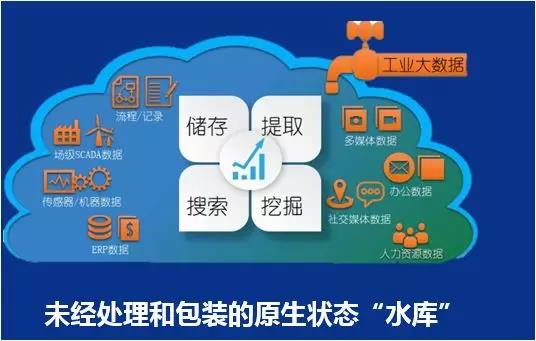 工业大数据
流程/记录
储存
提取
多媒体数据
场级SCADA数据
传感器/机器数据
搜索
挖掘
办公数据
社交媒体数据
ERP数据
人力资源数据
未经处理和包装的原生状态“水库”